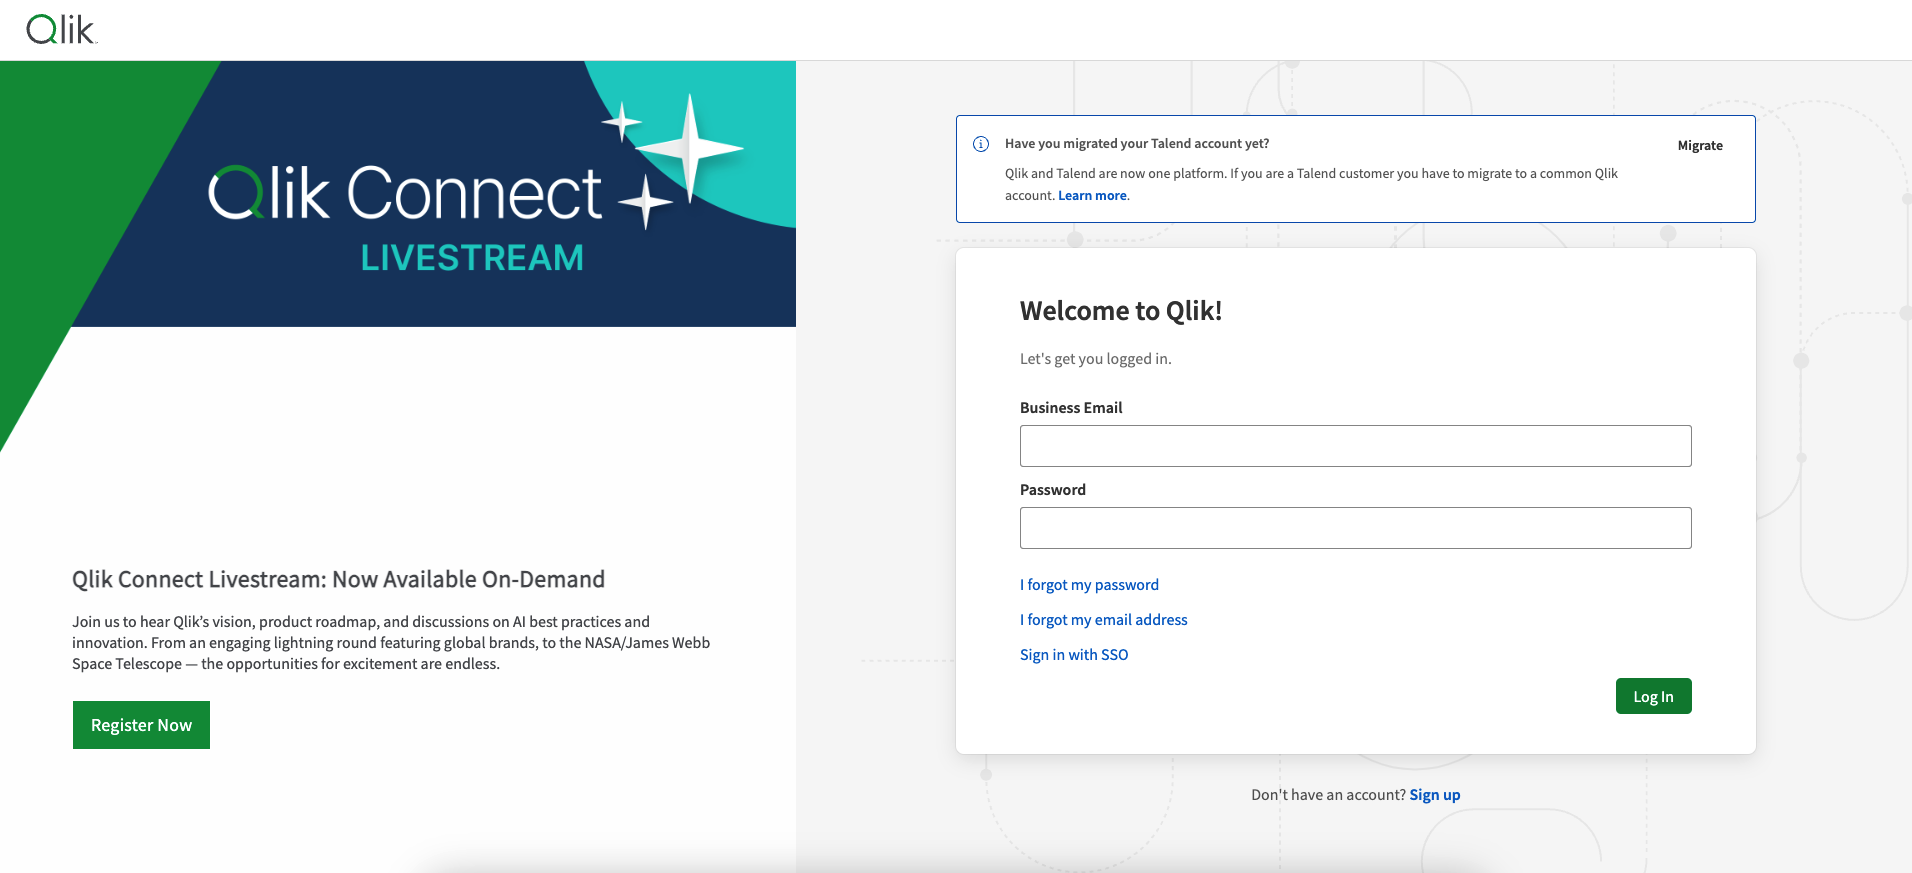 Qlik
Qlik Connect
LIVESTREAM
Qlik Connect Livestream: Now Available On-Demand
Join us to hear Qlik’s vision, product roadmap, and discussions on AI best practices and
innovation. From an engaging lightning round featuring global brands, to the NASA/James Webb
Space Telescope — the opportunities for excitement are endless.
Register Now
Have you migrated your Talend account yet?
Migrate
Qlik and Talend are now one platform. If you are a Talend customer you have to migrate to a common Qlik
account. Learn more.
Welcome to Qlik!
Let's get you logged in.
Business Email
Password
I forgot my password
I forgot my email address
Sign in with SSO
Log In
Don't have an account? Sign up